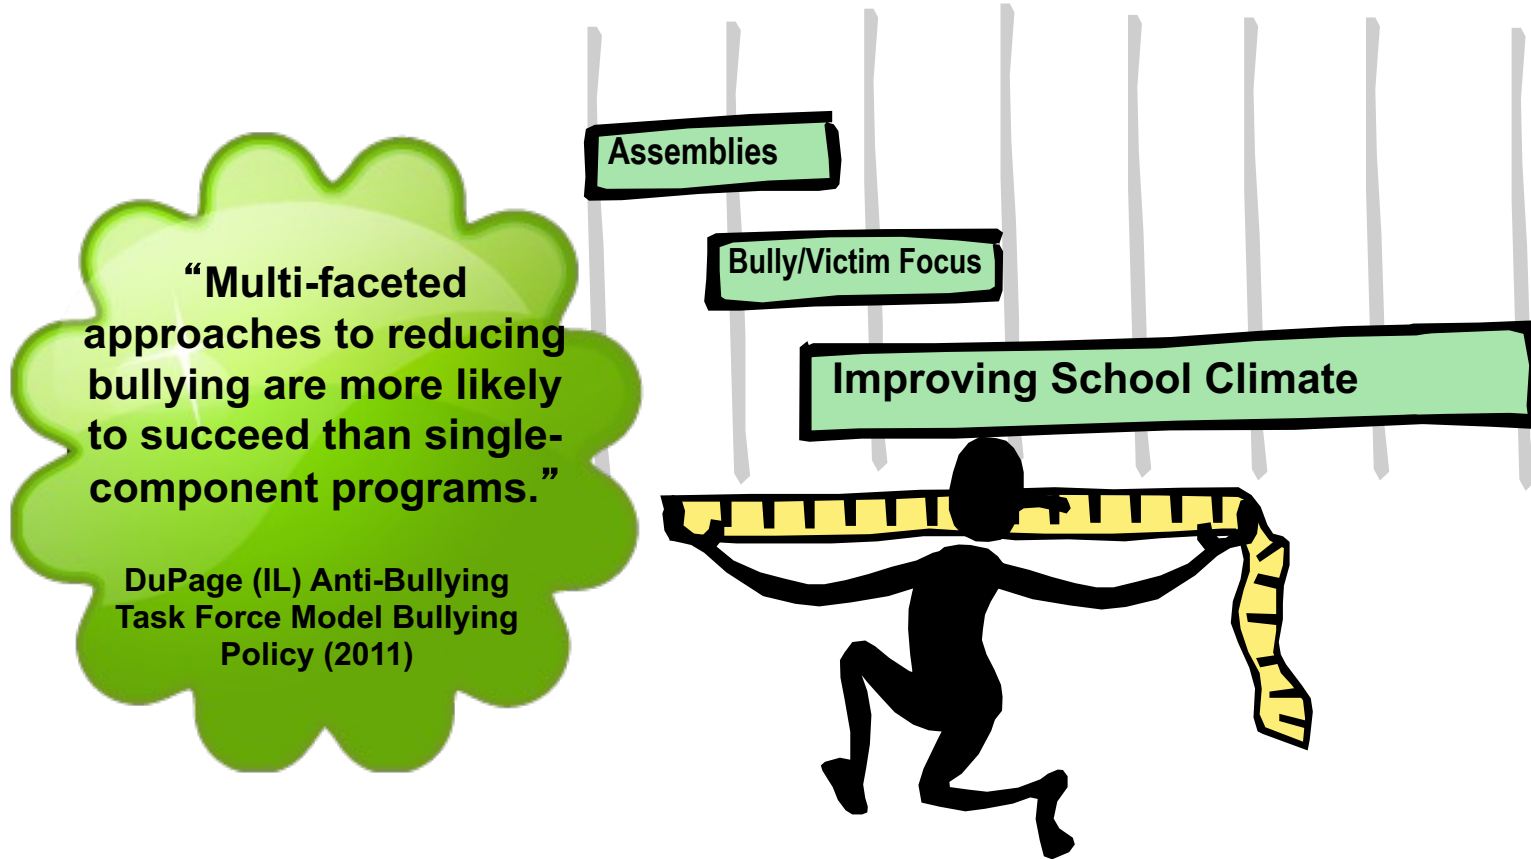 “Multi-faceted
approaches to reducing
bullying are more likely
to succeed than single-
component programs.”
DuPage (IL) Anti-Bullying
Task Force Model Bullying
Policy (2011)
Assemblies
Bully/Victim Focus
Improving School Climate